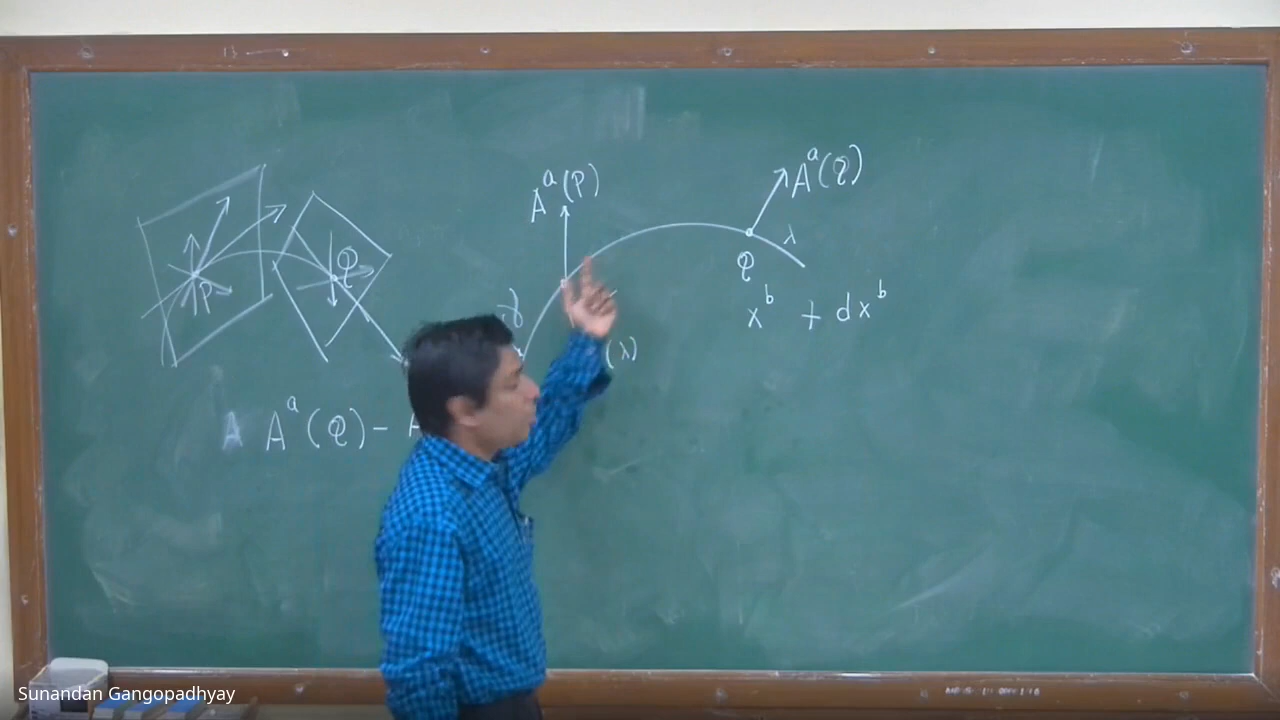 A^a(P)
A^a(Q)
λ
P
Q
Q
γ
x^b + dx^b
(λ)
A A^a(Q) − A
Sunandan Gangopadhyay